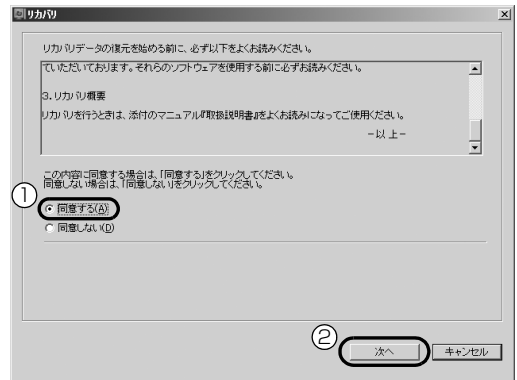 リカバリ
リカバリデータの復元を始める前に、必ず以下をよくお読みください。
ていただいております。それらのソフトウェアを使用する前に必ずお読みください。
3. リカバリ概要
リカバリを行うときは、添付のマニュアル『取扱説明書』をよくお読みになってご使用ください。
－以 上－
この内容に同意する場合は、「同意する」をクリックしてください。
同意しない場合は、「同意しない」をクリックしてください。
①
同意する(A)
同意しない(D)
②
次へ
キャンセル